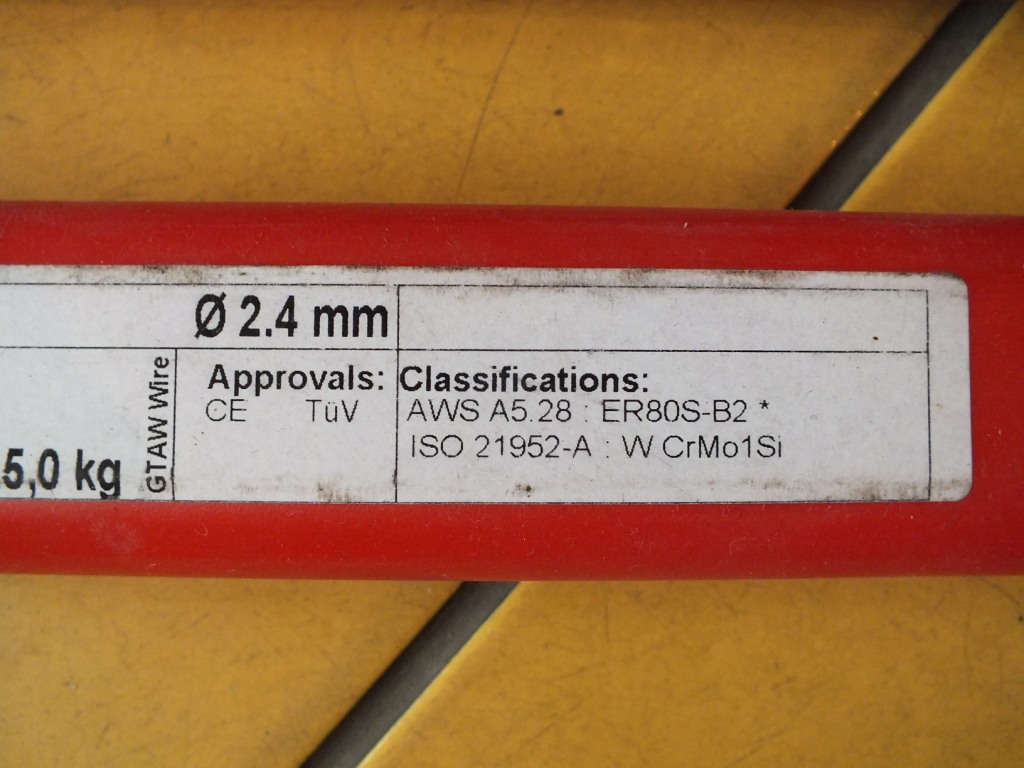 Ø 2.4 mm
Approvals:
CE TüV
Classifications:
AWS A5.28 : ER80S-B2 *
ISO 21952-A : W CrMo1Si
5,0 kg
GTAW Wire